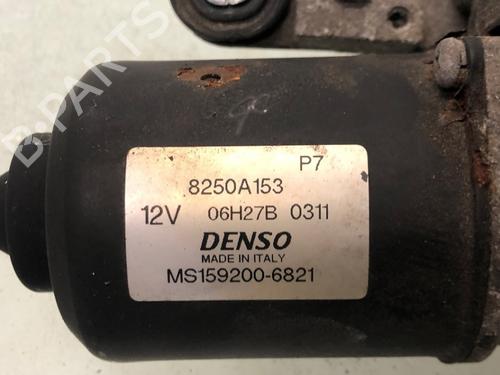 P7
8250A153
12V 06H27B 0311
DENSO
MADE IN ITALY
MS159200-6821
B-PARTS